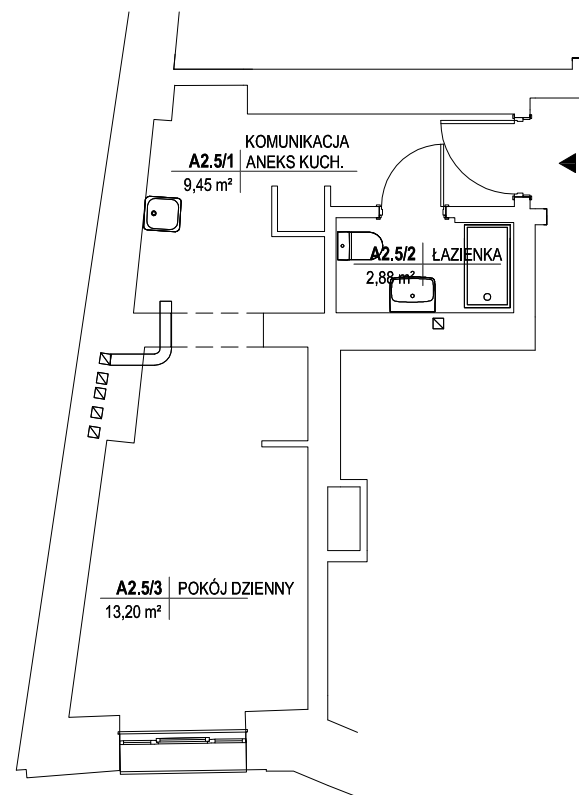 KOMUNIKACJA
A2.5/1 ANEKS KUCH.
9,45 m²
A2.5/2 ŁAZIENKA
2,88 m²
A2.5/3 POKÓJ DZIENNY
13,20 m²